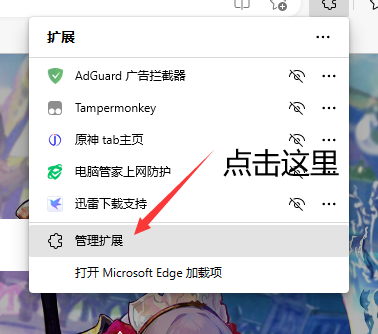 扩展
AdGuard 广告拦截器
Tampermonkey
原神 tab主页
电脑管家上网防护
点击这里
迅雷下载支持
管理扩展
打开 Microsoft Edge 加载项